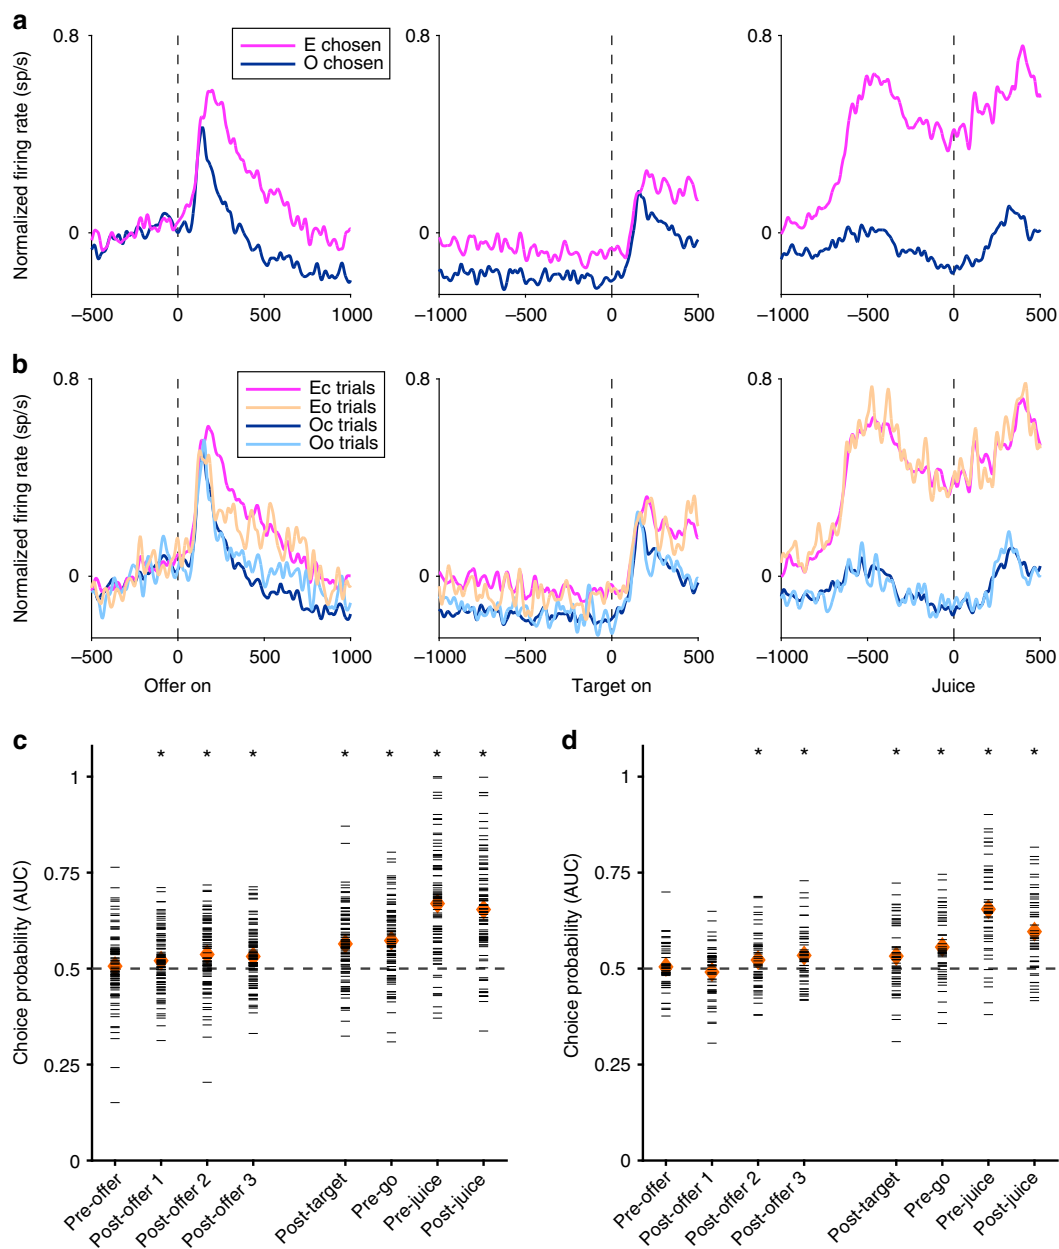 a
Normalized firing rate (sp/s)
0.8
0
E chosen
O chosen
–500 0 500 1000
–1000 –500 0 500
–1000 –500 0 500
0.8 0.8
0 0
b
Normalized firing rate (sp/s)
0.8 0.8 0.8
0 0 0
Ec trials
Eo trials
Oc trials
Oo trials
–500 0 500 1000
–1000 –500 0 500
–1000 –500 0 500
Offer on
Target on
Juice
c
* * * * * * *
Choice probability (AUC)
1
0.75
0.5
0.25
0
Pre-offer
Post-offer 1
Post-offer 2
Post-offer 3
Post-target
Pre-go
Pre-juice
Post-juice
d
* * * * * *
Choice probability (AUC)
1
0.75
0.5
0.25
0
Pre-offer
Post-offer 1
Post-offer 2
Post-offer 3
Post-target
Pre-go
Pre-juice
Post-juice